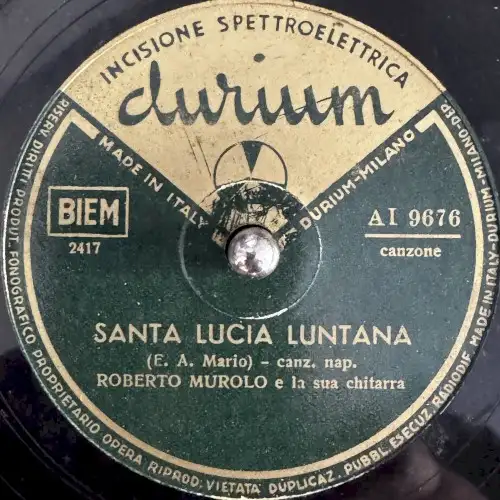 INCISIONE SPETTROELETTRICA
durium
MADE IN ITALY
DURIUM-MILANO
BIEM
2417
AI 9676
canzone
SANTA LUCIA LUNTANA
(E. A. Mario) - canz. nap.
ROBERTO MUROLO e la sua chitarra
RISERV. DIRITTI PRODUT. FONOGRAFICO PROPRIETARIO OPERA RIPROD. VIETATA DUPLICAZ. PUBBL. ESECUZ. RADIODIF. MADE IN ITALY DURIUM-MILANO-DEP.